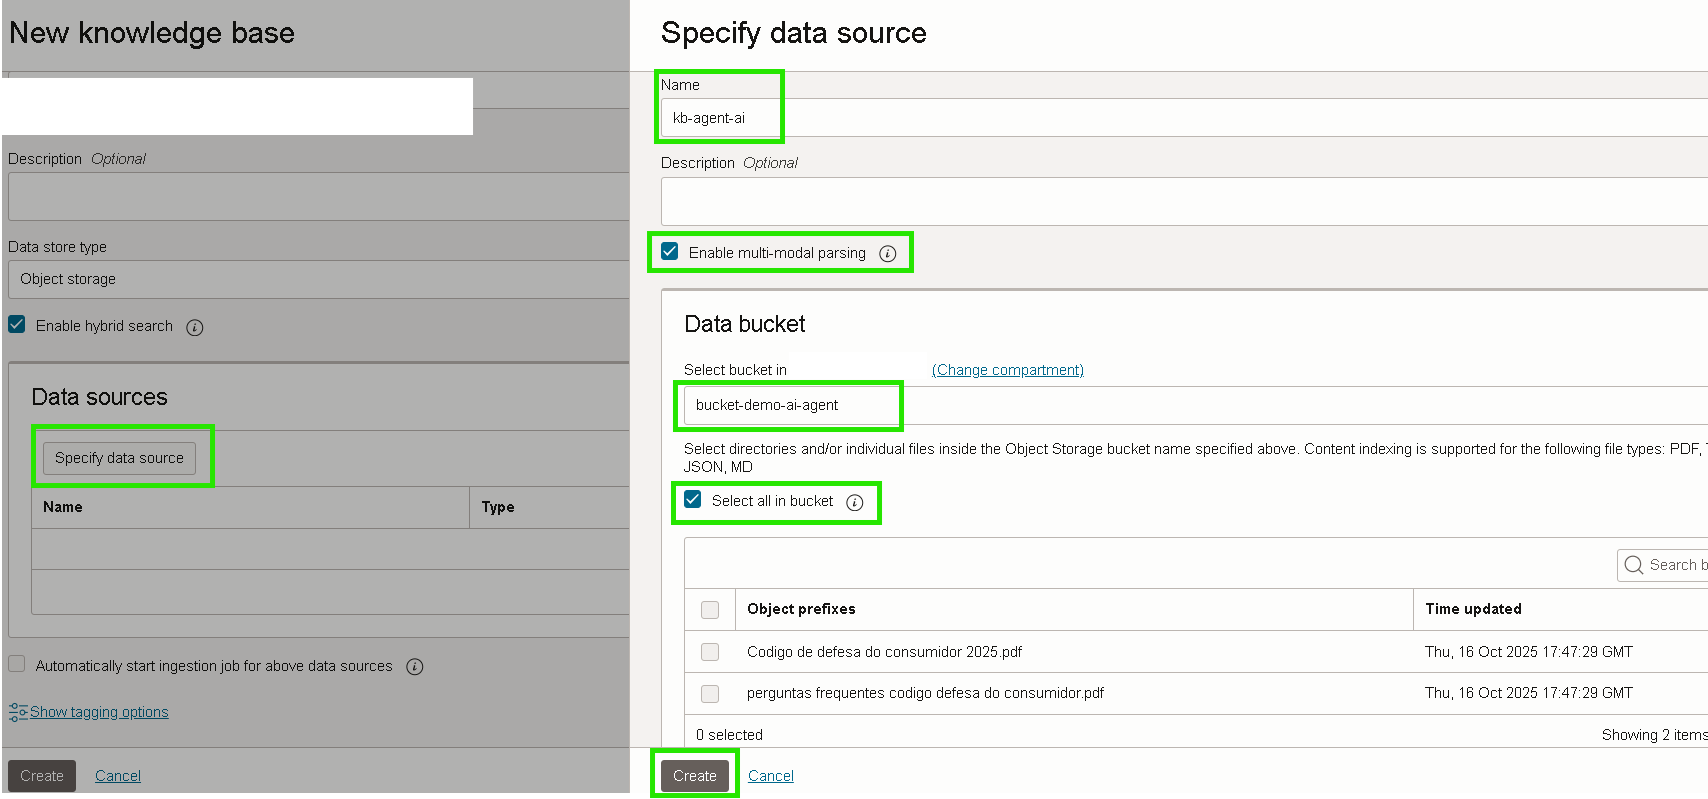 New knowledge base
Description Optional
Data store type
Object storage
Enable hybrid search
Data sources
Specify data source
Name Type
Automatically start ingestion job for above data sources
Show tagging options
Create Cancel
Specify data source
Name
kb-agent-ai
Description Optional
Enable multi-modal parsing
Data bucket
Select bucket in (Change compartment)
bucket-demo-ai-agent
Select directories and/or individual files inside the Object Storage bucket name specified above. Content indexing is supported for the following file types: PDF,
JSON, MD
Select all in bucket
Search
Object prefixes Time updated
Codigo de defesa do consumidor 2025.pdf Thu, 16 Oct 2025 17:47:29 GMT
perguntas frequentes codigo defesa do consumidor.pdf Thu, 16 Oct 2025 17:47:29 GMT
0 selected Showing 2 items
Create Cancel